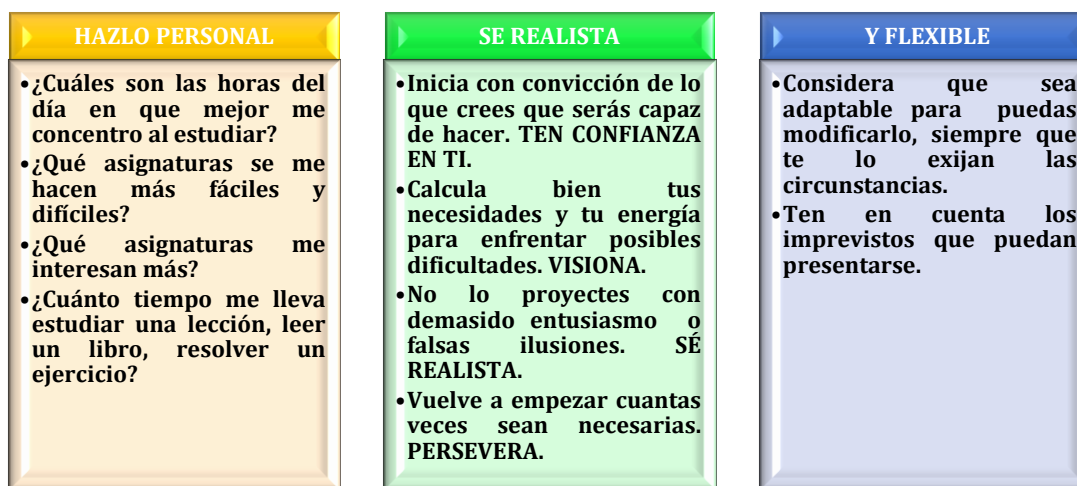 HAZLO PERSONAL
•¿Cuáles son las horas del
día en que mejor me
concentro al estudiar?
•¿Qué asignaturas se me
hacen más fáciles y
difíciles?
•¿Qué asignaturas me
interesan más?
•¿Cuánto tiempo me lleva
estudiar una lección, leer
un libro, resolver un
ejercicio?
SE REALISTA
•Inicia con convicción de lo
que crees que serás capaz
de hacer. TEN CONFIANZA
EN TI.
•Calcula bien tus
necesidades y tu energía
para enfrentar posibles
dificultades. VISIONA.
•No lo proyectes con
demasido entusiasmo o
falsas ilusiones. SÉ
REALISTA.
•Vuelve a empezar cuantas
veces sean necesarias.
PERSEVERA.
Y FLEXIBLE
•Considera que sea
adaptable para puedas
modificarlo, siempre que
te lo exijan las
circunstancias.
•Ten en cuenta los
imprevistos que puedan
presentarse.